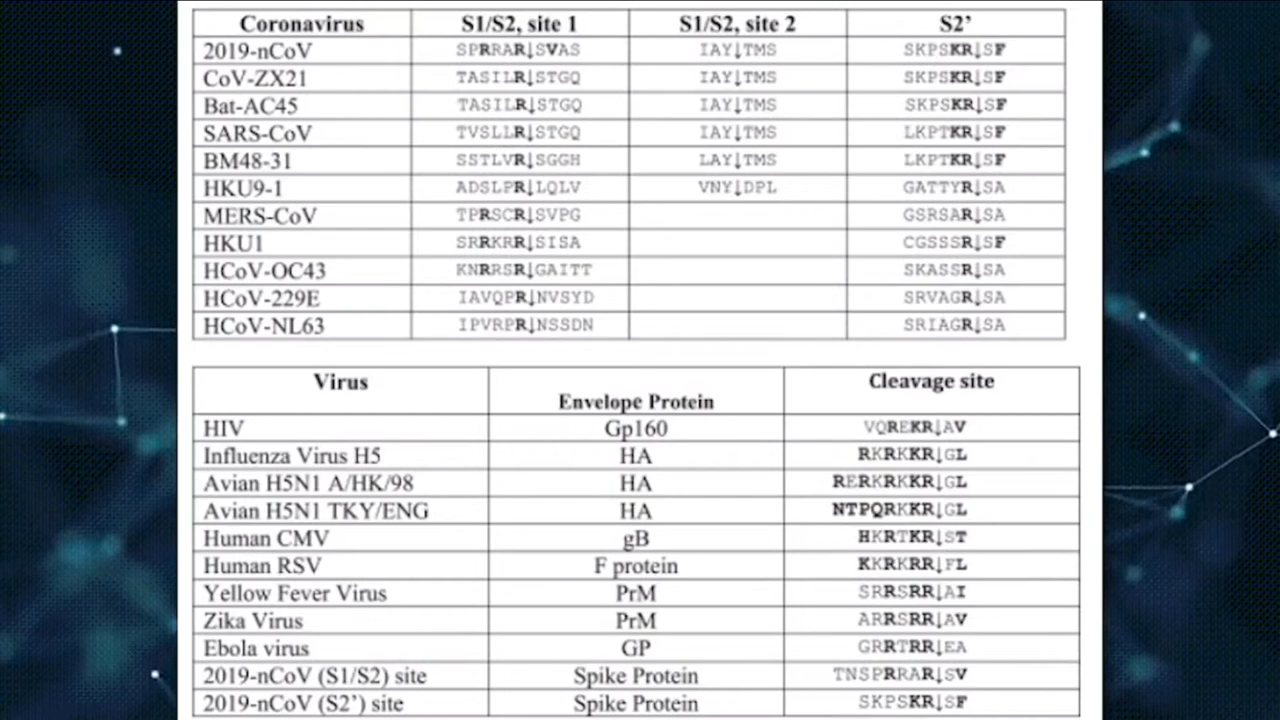 Coronavirus S1/S2, site 1 S1/S2, site 2 S2’
2019-nCoV SPRRAR↓SVAS IAY↓TMS SKPSKR↓SF
CoV-ZX21 TASILR↓STGQ IAY↓TMS SKPSKR↓SF
Bat-AC45 TASILR↓STGQ IAY↓TMS SKPSKR↓SF
SARS-CoV TVSLLR↓STGQ IAY↓TMS LKPTKR↓SF
BM48-31 SSTLVR↓SGGH LAY↓TMS LKPTKR↓SF
HKU9-1 ADSLPR↓LQLV VNY↓DPL GATTYR↓SA
MERS-CoV TPRSCR↓SVPG GSRSAR↓SA
HKU1 SRRKRR↓SISA CGSSSR↓SF
HCoV-OC43 KNRRSR↓GAITT SKASSR↓SA
HCoV-229E IAVQPR↓NVSYD SRVAGR↓SA
HCoV-NL63 IPVRPR↓NSSDN SRIAGR↓SA
Virus Envelope Protein Cleavage site
HIV Gp160 VQREKR↓AV
Influenza Virus H5 HA RKRKKR↓GL
Avian H5N1 A/HK/98 HA RERKRKKR↓GL
Avian H5N1 TKY/ENG HA NTPQRKKR↓GL
Human CMV gB HKRTKR↓ST
Human RSV F protein KKRKRR↓FL
Yellow Fever Virus PrM SRRSRR↓AI
Zika Virus PrM ARRSRR↓AV
Ebola virus GP GRRTRR↓EA
2019-nCoV (S1/S2) site Spike Protein TNSPRRAR↓SV
2019-nCoV (S2’) site Spike Protein SKPSKR↓SF